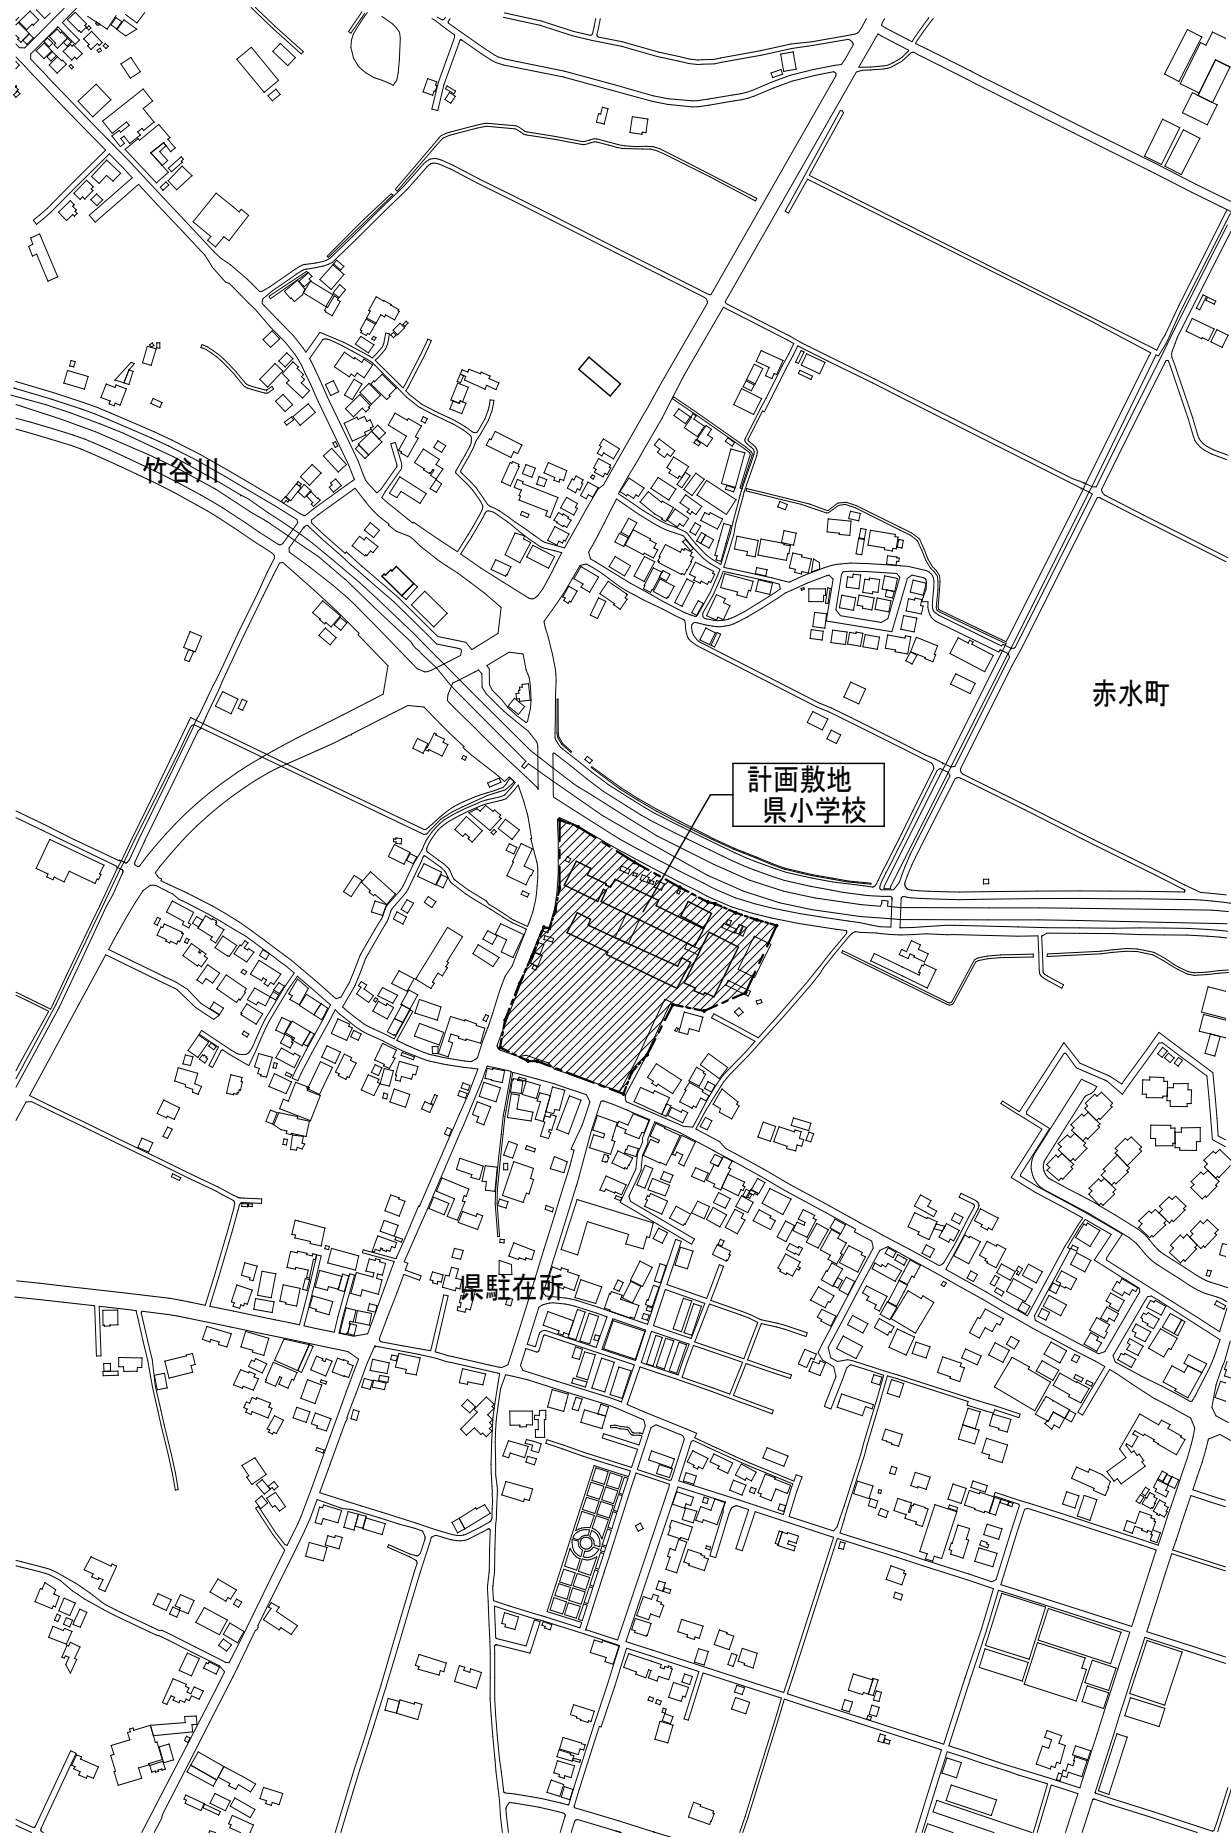 竹谷川
赤水町
計画敷地
県小学校
県駐在所